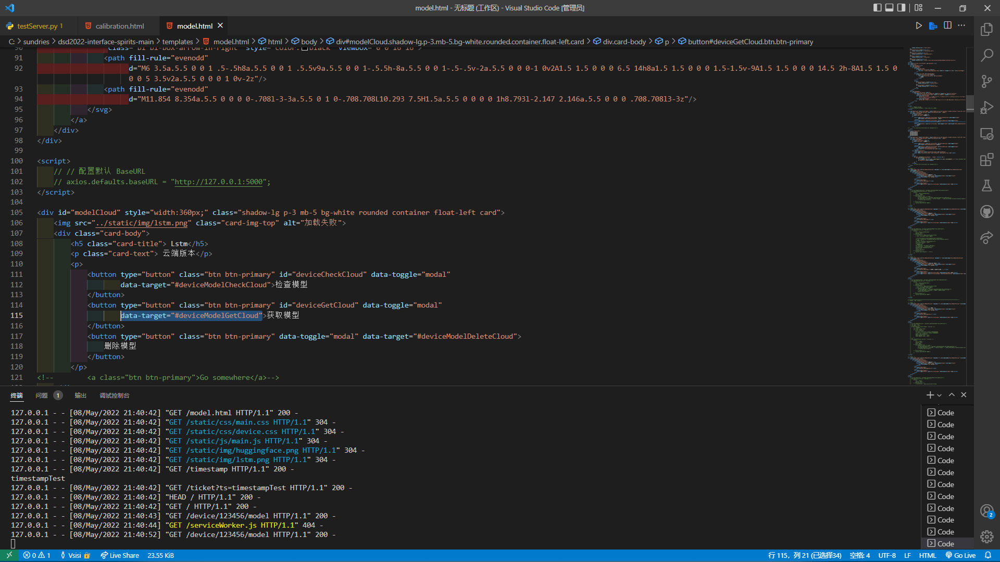 model.html - 无标题 (工作区) - Visual Studio Code [管理员]
testServer.py 1
calibration.html
model.html
C: > sundries > dsd2022-interface-spirits-main > templates > model.html > html > body > div#modelCloud.shadow-lg.p-3.mb-5.bg-white.rounded.container.float-left.card > div.card-body > p > button#deviceGetCloud.btn.btn-primary
90 class="bi bi-box-arrow-in-right" style="color: black" viewBox="0 0 16 16">
91 <path fill-rule="evenodd"
92 d="M6 3.5a.5.5 0 0 1 .5-.5h8a.5.5 0 0 1 .5.5v9a.5.5 0 0 1-.5.5h-8a.5.5 0 0 1-.5-.5v-2a.5.5 0 0 0-1 0v2A1.5 1.5 0 0 0 6.5 14h8a1.5 1.5 0 0 0 1.5-1.5v-9A1.5 1.5 0 0 0 14.5 2h-8A1.5 1.5 0
0 0 5 3.5v2a.5.5 0 0 0 1 0v-2z"/>
93 <path fill-rule="evenodd"
94 d="M11.854 8.354a.5.5 0 0 0 0-.708l-3-3a.5.5 0 1 0-.708.708L10.293 7.5H1.5a.5.5 0 0 0 0 1h8.793l-2.147 2.146a.5.5 0 0 0 .708.708l3-3z"/>
95 </svg>
96 </a>
97 </div>
98 </div>
99
100 <script>
101 // // 配置默认 BaseURL
102 // axios.defaults.baseURL = "http://127.0.0.1:5000";
103 </script>
104
105 <div id="modelCloud" style="width:360px;" class="shadow-lg p-3 mb-5 bg-white rounded container float-left card">
106 <img src="../static/img/lstm.png" class="card-img-top" alt="加载失败">
107 <div class="card-body">
108 <h5 class="card-title"> Lstm</h5>
109 <p class="card-text"> 云端版本</p>
110 <p>
111 <button type="button" class="btn btn-primary" id="deviceCheckCloud" data-toggle="modal"
112 data-target="#deviceModelCheckCloud">检查模型
113 </button>
114 <button type="button" class="btn btn-primary" id="deviceGetCloud" data-toggle="modal"
115 data-target="#deviceModelGetCloud">获取模型
116 </button>
117 <button type="button" class="btn btn-primary" data-toggle="modal" data-target="#deviceModelDeleteCloud">
118 删除模型
119 </button>
120 </p>
121 <!-- <a class="btn btn-primary">Go somewhere</a>-->
终端 问题 1 输出 调试控制台
127.0.0.1 - - [08/May/2022 21:40:42] "GET /model.html HTTP/1.1" 200 -
127.0.0.1 - - [08/May/2022 21:40:42] "GET /static/css/main.css HTTP/1.1" 304 -
127.0.0.1 - - [08/May/2022 21:40:42] "GET /static/css/device.css HTTP/1.1" 304 -
127.0.0.1 - - [08/May/2022 21:40:42] "GET /static/js/main.js HTTP/1.1" 304 -
127.0.0.1 - - [08/May/2022 21:40:42] "GET /static/img/huggingface.png HTTP/1.1" 304 -
127.0.0.1 - - [08/May/2022 21:40:42] "GET /static/img/lstm.png HTTP/1.1" 304 -
127.0.0.1 - - [08/May/2022 21:40:42] "GET /timestamp HTTP/1.1" 200 -
timestampTest
127.0.0.1 - - [08/May/2022 21:40:42] "GET /ticket?ts=timestampTest HTTP/1.1" 200 -
127.0.0.1 - - [08/May/2022 21:40:42] "HEAD / HTTP/1.1" 200 -
127.0.0.1 - - [08/May/2022 21:40:42] "GET / HTTP/1.1" 200 -
127.0.0.1 - - [08/May/2022 21:40:43] "GET /device/123456/model HTTP/1.1" 200 -
127.0.0.1 - - [08/May/2022 21:40:44] "GET /serviceWorker.js HTTP/1.1" 404 -
127.0.0.1 - - [08/May/2022 21:40:52] "GET /device/123456/model HTTP/1.1" 200 -
Code
Code
Code
Code
Code
Code
Code
Code
Code
Code
Code
Code
2
0 1 Vsisi Live Share 23.55 KiB
行 115，列 21 (已选择34) 空格: 4 UTF-8 LF HTML Go Live